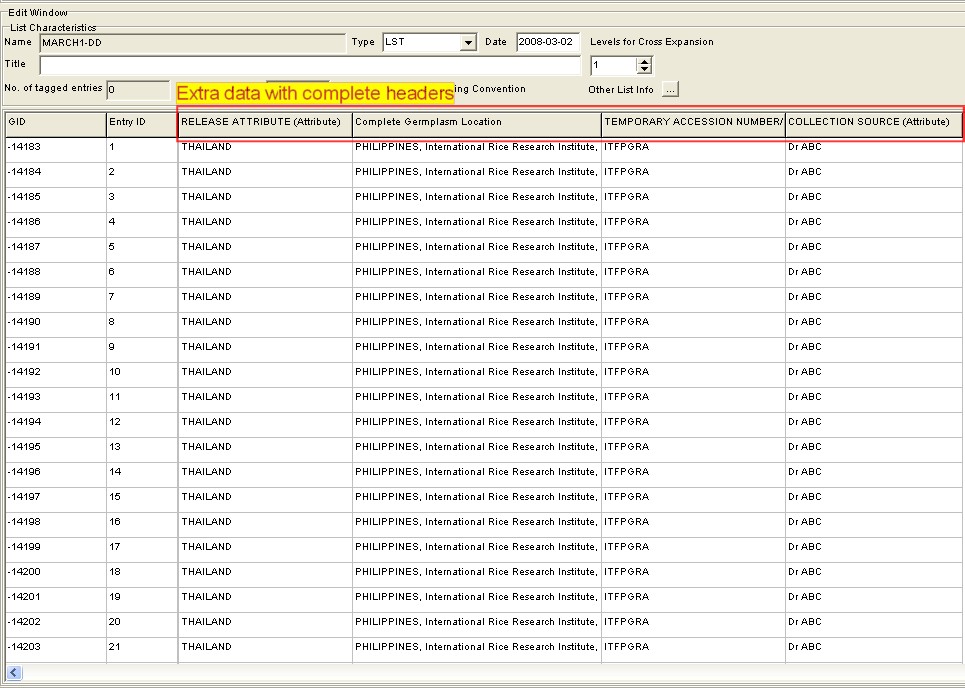 Edit Window
List Characteristics
Name MARCH1-DD Type LST Date 2008-03-02 Levels for Cross Expansion
Title 1
No. of tagged entries 0 Extra data with complete headers ing Convention Other List Info ...
GID Entry ID RELEASE ATTRIBUTE (Attribute) Complete Germplasm Location TEMPORARY ACCESSION NUMBER/ COLLECTION SOURCE (Attribute)
-14183 1 THAILAND PHILIPPINES, International Rice Research Institute, ITFPGRA Dr ABC
-14184 2 THAILAND PHILIPPINES, International Rice Research Institute, ITFPGRA Dr ABC
-14185 3 THAILAND PHILIPPINES, International Rice Research Institute, ITFPGRA Dr ABC
-14186 4 THAILAND PHILIPPINES, International Rice Research Institute, ITFPGRA Dr ABC
-14187 5 THAILAND PHILIPPINES, International Rice Research Institute, ITFPGRA Dr ABC
-14188 6 THAILAND PHILIPPINES, International Rice Research Institute, ITFPGRA Dr ABC
-14189 7 THAILAND PHILIPPINES, International Rice Research Institute, ITFPGRA Dr ABC
-14190 8 THAILAND PHILIPPINES, International Rice Research Institute, ITFPGRA Dr ABC
-14191 9 THAILAND PHILIPPINES, International Rice Research Institute, ITFPGRA Dr ABC
-14192 10 THAILAND PHILIPPINES, International Rice Research Institute, ITFPGRA Dr ABC
-14193 11 THAILAND PHILIPPINES, International Rice Research Institute, ITFPGRA Dr ABC
-14194 12 THAILAND PHILIPPINES, International Rice Research Institute, ITFPGRA Dr ABC
-14195 13 THAILAND PHILIPPINES, International Rice Research Institute, ITFPGRA Dr ABC
-14196 14 THAILAND PHILIPPINES, International Rice Research Institute, ITFPGRA Dr ABC
-14197 15 THAILAND PHILIPPINES, International Rice Research Institute, ITFPGRA Dr ABC
-14198 16 THAILAND PHILIPPINES, International Rice Research Institute, ITFPGRA Dr ABC
-14199 17 THAILAND PHILIPPINES, International Rice Research Institute, ITFPGRA Dr ABC
-14200 18 THAILAND PHILIPPINES, International Rice Research Institute, ITFPGRA Dr ABC
-14201 19 THAILAND PHILIPPINES, International Rice Research Institute, ITFPGRA Dr ABC
-14202 20 THAILAND PHILIPPINES, International Rice Research Institute, ITFPGRA Dr ABC
-14203 21 THAILAND PHILIPPINES, International Rice Research Institute, ITFPGRA Dr ABC